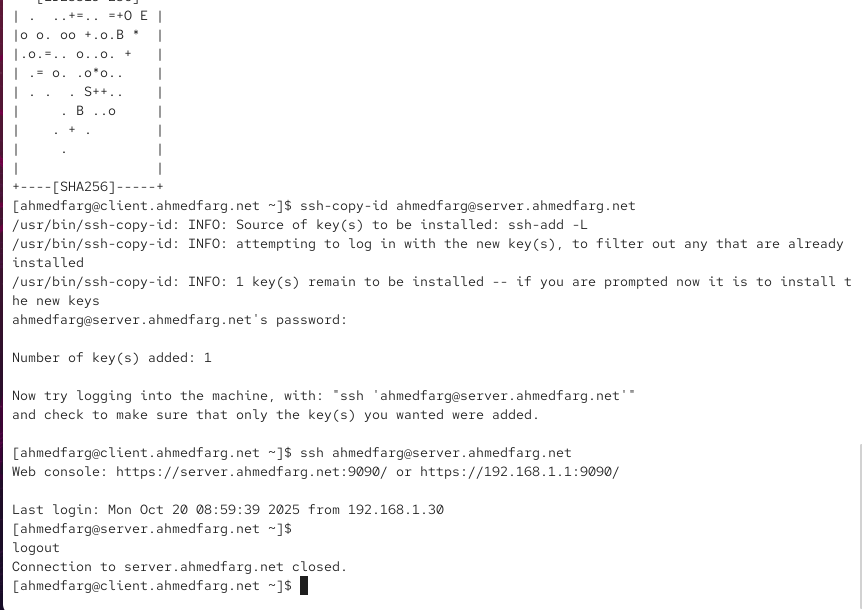 | .  ..+=.. =+O E |
|o o. oo +.o.B *  |
|.o.=.. o..o. +   |
| .= o. .o*o..    |
| . .  . S++..    |
|     . B ..o     |
|    . + .        |
|     .           |
|                 |
+----[SHA256]-----+
[ahmedfarg@client.ahmedfarg.net ~]$ ssh-copy-id ahmedfarg@server.ahmedfarg.net
/usr/bin/ssh-copy-id: INFO: Source of key(s) to be installed: ssh-add -L
/usr/bin/ssh-copy-id: INFO: attempting to log in with the new key(s), to filter out any that are already
installed
/usr/bin/ssh-copy-id: INFO: 1 key(s) remain to be installed -- if you are prompted now it is to install t
he new keys
ahmedfarg@server.ahmedfarg.net's password:
Number of key(s) added: 1
Now try logging into the machine, with: "ssh 'ahmedfarg@server.ahmedfarg.net'"
and check to make sure that only the key(s) you wanted were added.
[ahmedfarg@client.ahmedfarg.net ~]$ ssh ahmedfarg@server.ahmedfarg.net
Web console: https://server.ahmedfarg.net:9090/ or https://192.168.1.1:9090/
Last login: Mon Oct 20 08:59:39 2025 from 192.168.1.30
[ahmedfarg@server.ahmedfarg.net ~]$
logout
Connection to server.ahmedfarg.net closed.
[ahmedfarg@client.ahmedfarg.net ~]$